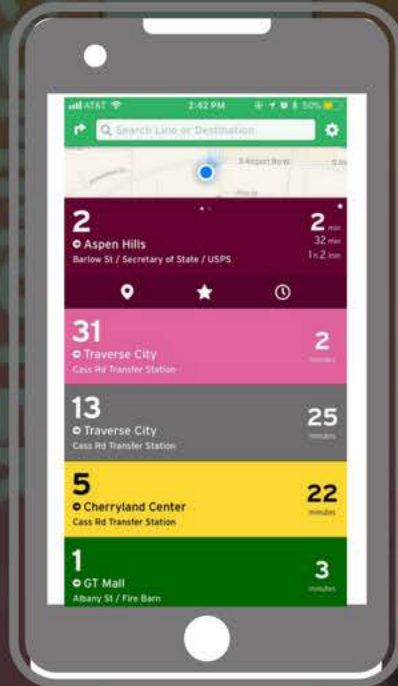 AT&T 2:42 PM 50%
Search Line or Destination
S Airport Rd W
2
Aspen Hills
Barlow St / Secretary of State / USPS
2 min
32 min
1h 2 min
31
Traverse City
Cass Rd Transfer Station
2
minutes
13
Traverse City
Cass Rd Transfer Station
25
minutes
5
Cherryland Center
Cass Rd Transfer Station
22
minutes
1
GT Mall
Albany St / Fire Barn
3
minutes